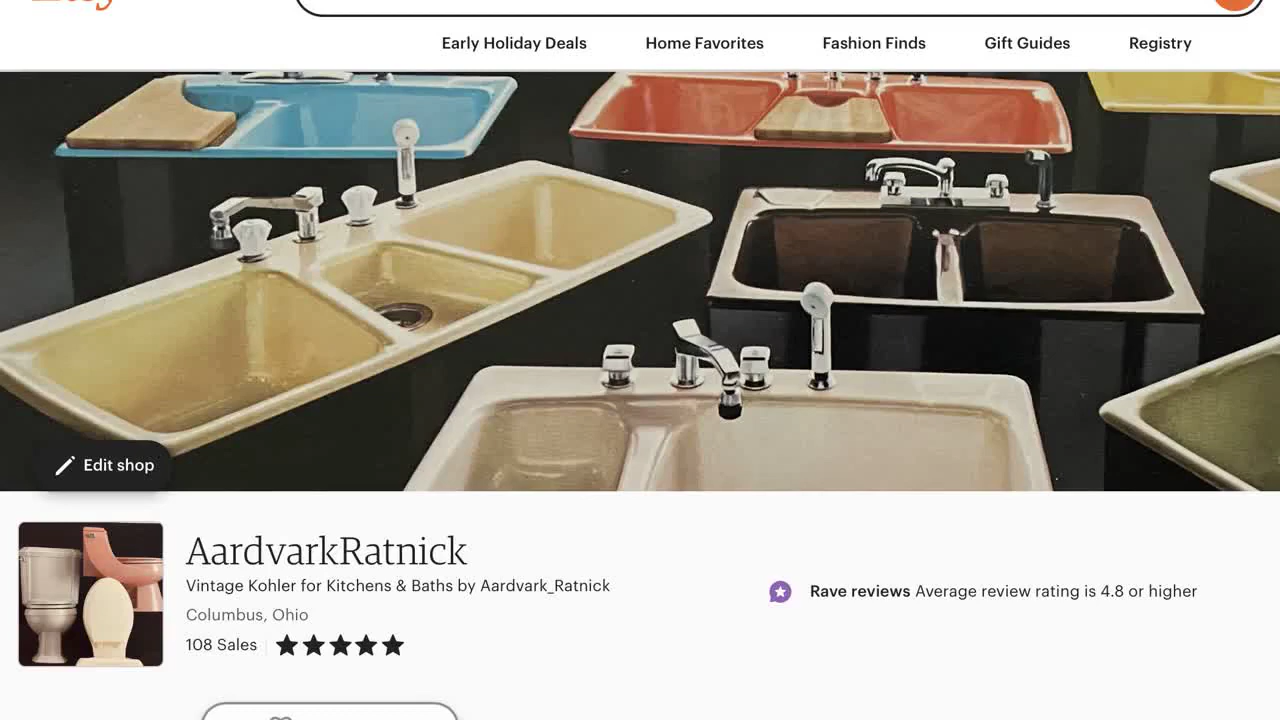 Early Holiday Deals Home Favorites Fashion Finds Gift Guides Registry
Edit shop
AardvarkRatnick
Vintage Kohler for Kitchens & Baths by Aardvark_Ratnick
Columbus, Ohio
108 Sales
Rave reviews Average review rating is 4.8 or higher